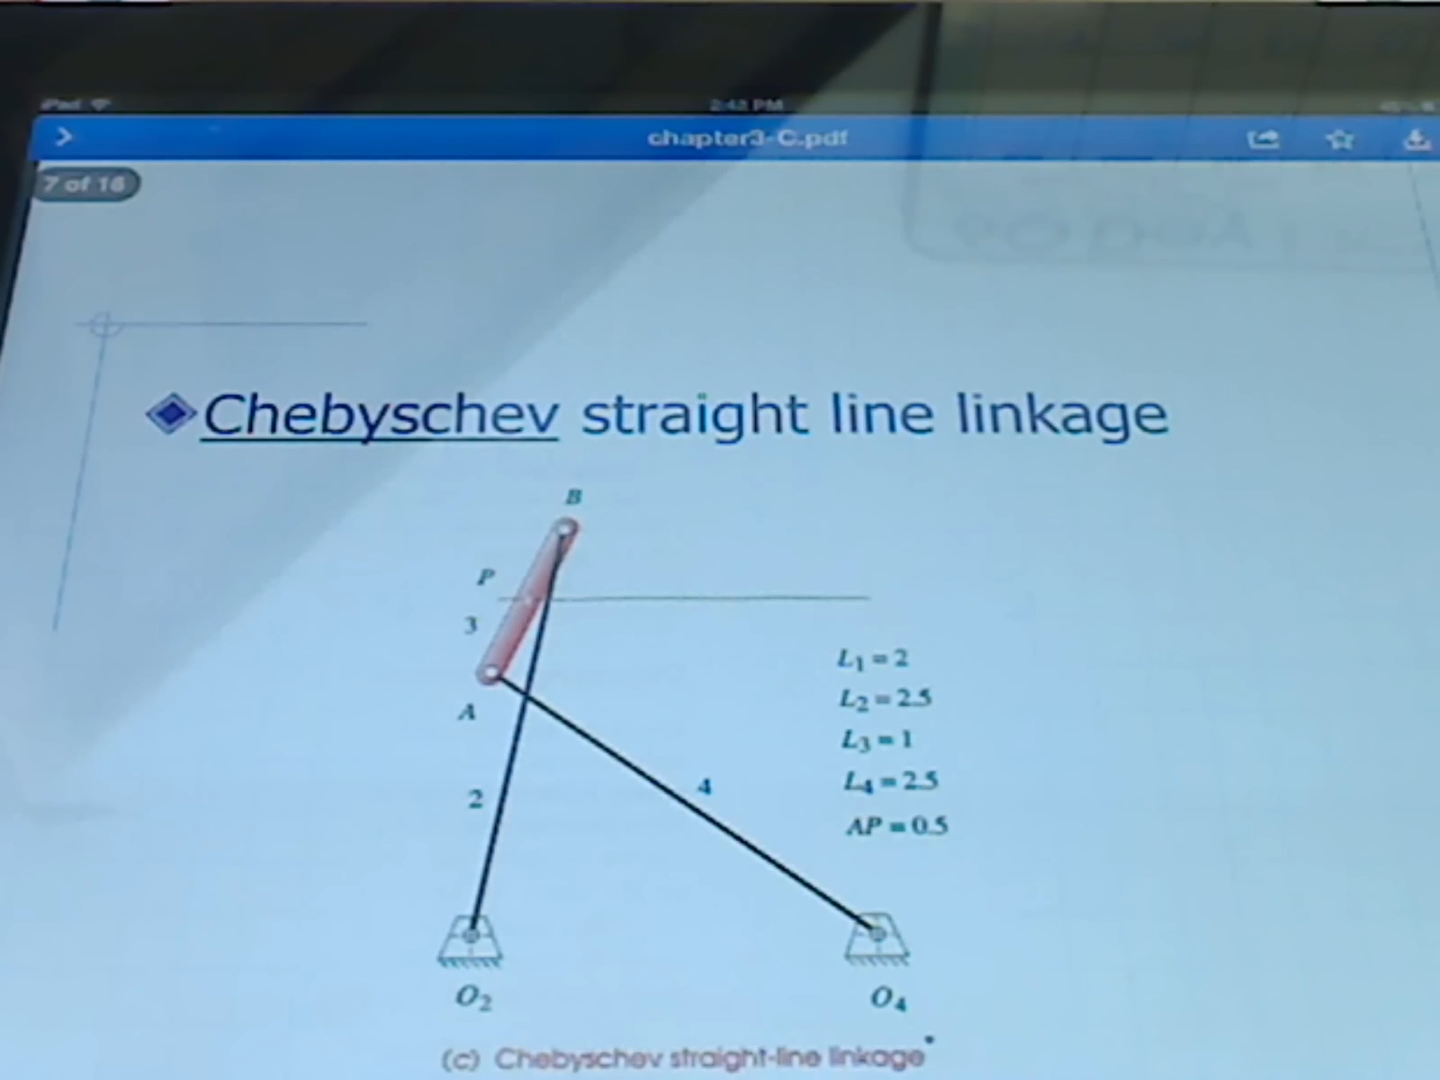 iPad
2:43 PM
chapter3-C.pdf
7 of 16
Chebyschev straight line linkage
B
P
3
L1 = 2
L2 = 2.5
A
L3 = 1
2
4
L4 = 2.5
AP = 0.5
O2
O4
(c) Chebyschev straight-line linkage*